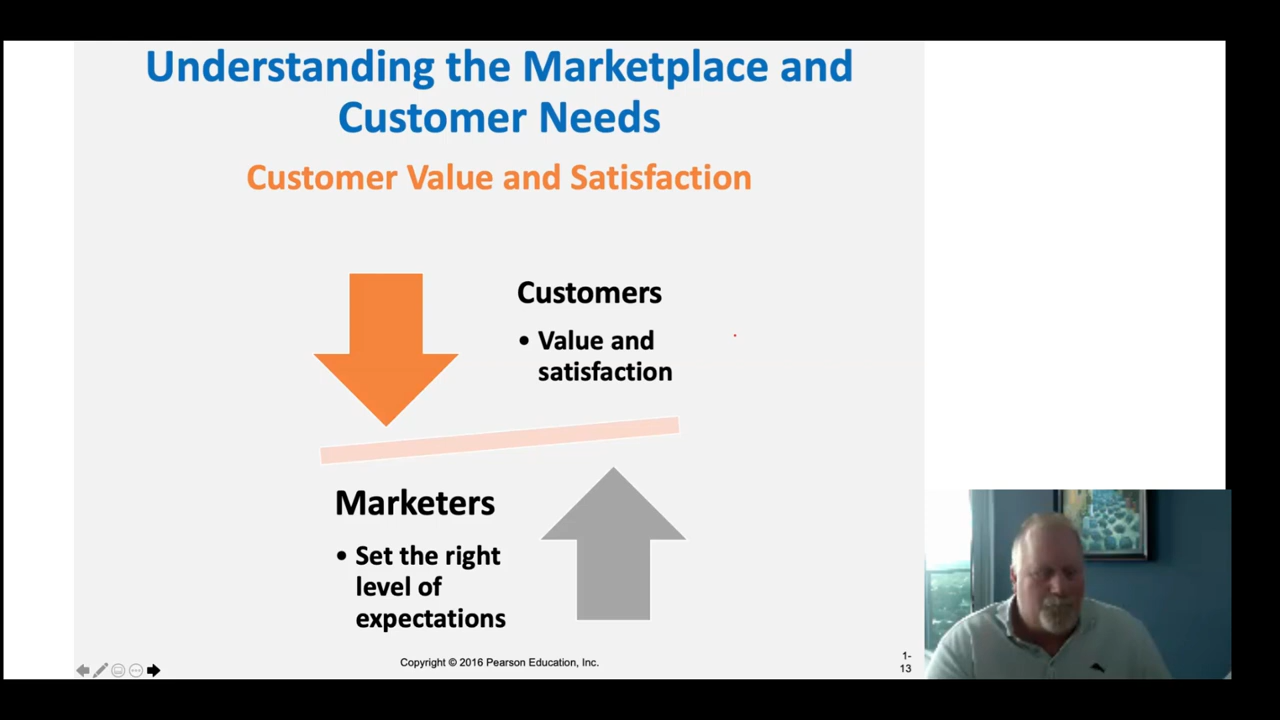 Understanding the Marketplace and
Customer Needs
Customer Value and Satisfaction
Customers
• Value and
satisfaction
Marketers
• Set the right
level of
expectations
Copyright © 2016 Pearson Education, Inc.
1-
13